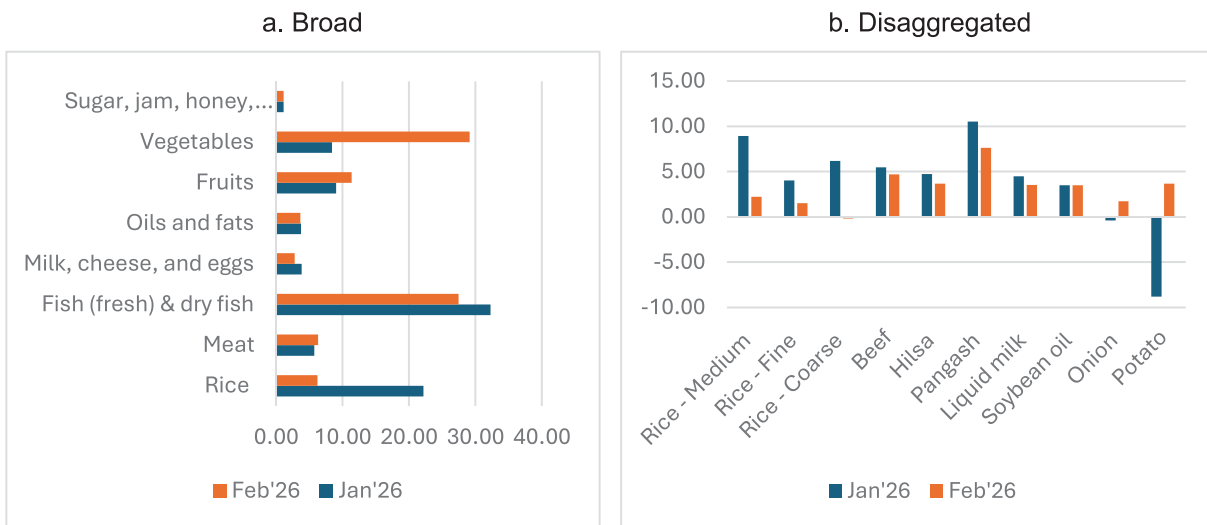 a. Broad
Sugar, jam, honey,...
Vegetables
Fruits
Oils and fats
Milk, cheese, and eggs
Fish (fresh) & dry fish
Meat
Rice
0.00 10.00 20.00 30.00 40.00
Feb'26 Jan'26
b. Disaggregated
15.00
10.00
5.00
0.00
-5.00
-10.00
Rice - Medium
Rice - Fine
Rice - Coarse
Beef
Hilsa
Pangash
Liquid milk
Soybean oil
Onion
Potato
Jan'26 Feb'26